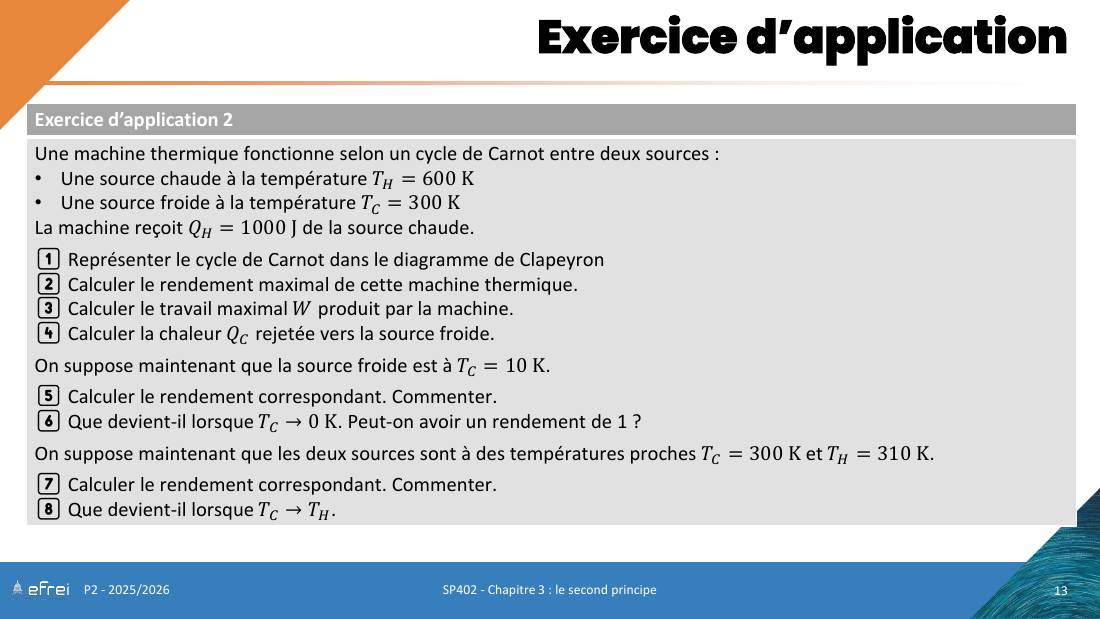 Exercice d’application
Exercice d’application 2
Une machine thermique fonctionne selon un cycle de Carnot entre deux sources :
• Une source chaude à la température T_H = 600 K
• Une source froide à la température T_C = 300 K
La machine reçoit Q_H = 1000 J de la source chaude.
1 Représenter le cycle de Carnot dans le diagramme de Clapeyron
2 Calculer le rendement maximal de cette machine thermique.
3 Calculer le travail maximal W produit par la machine.
4 Calculer la chaleur Q_C rejetée vers la source froide.
On suppose maintenant que la source froide est à T_C = 10 K.
5 Calculer le rendement correspondant. Commenter.
6 Que devient-il lorsque T_C → 0 K. Peut-on avoir un rendement de 1 ?
On suppose maintenant que les deux sources sont à des températures proches T_C = 300 K et T_H = 310 K.
7 Calculer le rendement correspondant. Commenter.
8 Que devient-il lorsque T_C → T_H.
efrei P2 - 2025/2026 SP402 - Chapitre 3 : le second principe 13